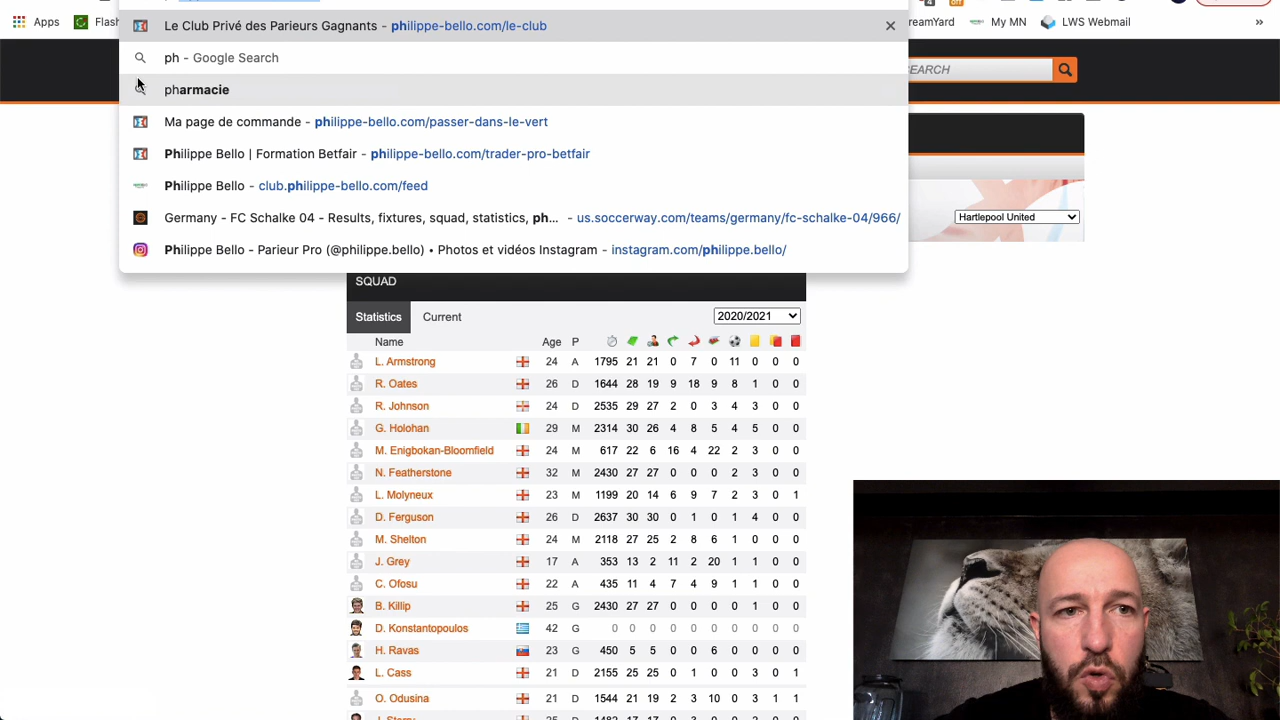 Apps
Flash
reamYard
My MN
LWS Webmail
»
Le Club Privé des Parieurs Gagnants - philippe-bello.com/le-club
ph - Google Search
pharmacie
Ma page de commande - philippe-bello.com/passer-dans-le-vert
Philippe Bello | Formation Betfair - philippe-bello.com/trader-pro-betfair
Philippe Bello - club.philippe-bello.com/feed
Germany - FC Schalke 04 - Results, fixtures, squad, statistics, ph... - us.soccerway.com/teams/germany/fc-schalke-04/966/
Philippe Bello - Parieur Pro (@philippe.bello) • Photos et vidéos Instagram - instagram.com/philippe.bello/
EARCH
Hartlepool United
SQUAD
Statistics Current 2020/2021
Name Age P
L. Armstrong 24 A 1795 21 21 0 7 0 11 0 0 0
R. Oates 26 D 1644 28 19 9 18 9 8 1 0 0
R. Johnson 24 D 2535 29 27 2 0 3 4 3 0 0
G. Holohan 29 M 2314 30 26 4 8 5 4 5 0 0
M. Enigbokan-Bloomfield 24 M 617 22 6 16 4 22 2 3 0 0
N. Featherstone 32 M 2430 27 27 0 0 0 2 3 0 0
L. Molyneux 23 M 1199 20 14 6 9 7 2 3 0 1
D. Ferguson 26 D 2637 30 30 0 1 0 1 4 0 0
M. Shelton 24 M 2118 27 25 2 8 6 1 0 0 0
J. Grey 17 A 353 13 2 11 2 20 1 1 0 0
C. Ofosu 22 A 435 11 4 7 4 9 1 1 0 0
B. Killip 25 G 2430 27 27 0 0 0 0 1 0 0
D. Konstantopoulos 42 G 0 0 0 0 0 0 0 0 0 0
H. Ravas 23 G 450 5 5 0 0 6 0 0 0 0
L. Cass 21 D 2155 25 25 0 1 0 0 3 0 1
O. Odusina 21 D 1544 21 19 2 3 10 0 3 1 1